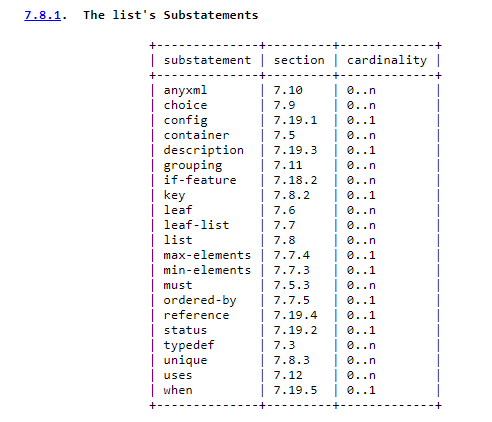 7.8.1.  The list's Substatements
+--------------+---------+-------------+
| substatement | section | cardinality |
+--------------+---------+-------------+
| anyxml       | 7.10    | 0..n        |
| choice       | 7.9     | 0..n        |
| config       | 7.19.1  | 0..1        |
| container    | 7.5     | 0..n        |
| description  | 7.19.3  | 0..1        |
| grouping     | 7.11    | 0..n        |
| if-feature   | 7.18.2  | 0..n        |
| key          | 7.8.2   | 0..1        |
| leaf         | 7.6     | 0..n        |
| leaf-list    | 7.7     | 0..n        |
| list         | 7.8     | 0..n        |
| max-elements | 7.7.4   | 0..1        |
| min-elements | 7.7.3   | 0..1        |
| must         | 7.5.3   | 0..n        |
| ordered-by   | 7.7.5   | 0..1        |
| reference    | 7.19.4  | 0..1        |
| status       | 7.19.2  | 0..1        |
| typedef      | 7.3     | 0..n        |
| unique       | 7.8.3   | 0..n        |
| uses         | 7.12    | 0..n        |
| when         | 7.19.5  | 0..1        |
+--------------+---------+-------------+